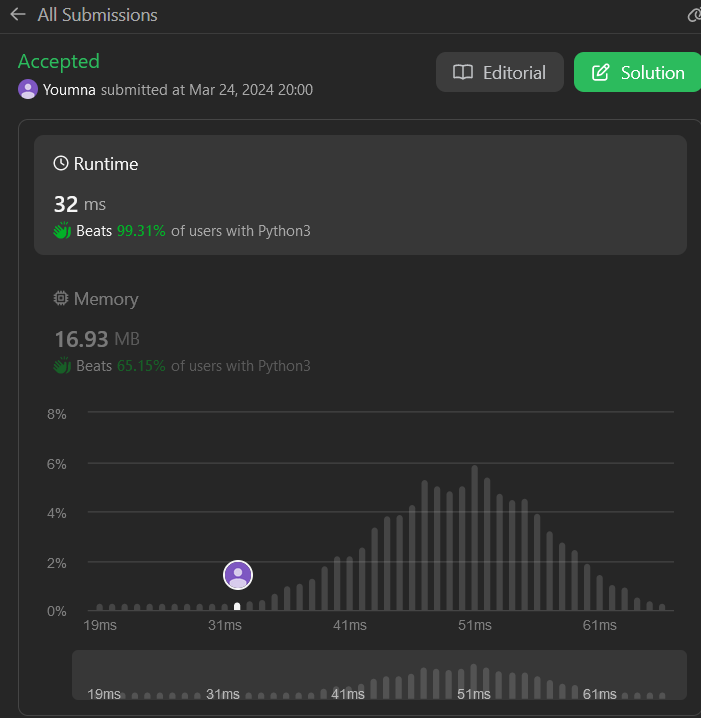 All Submissions
Accepted
Youmna submitted at Mar 24, 2024 20:00
Editorial
Solution
Runtime
32 ms
Beats 99.31% of users with Python3
Memory
16.93 MB
Beats 65.15% of users with Python3
8%
6%
4%
2%
0%
19ms 31ms 41ms 51ms 61ms
19ms 31ms 41ms 51ms 61ms